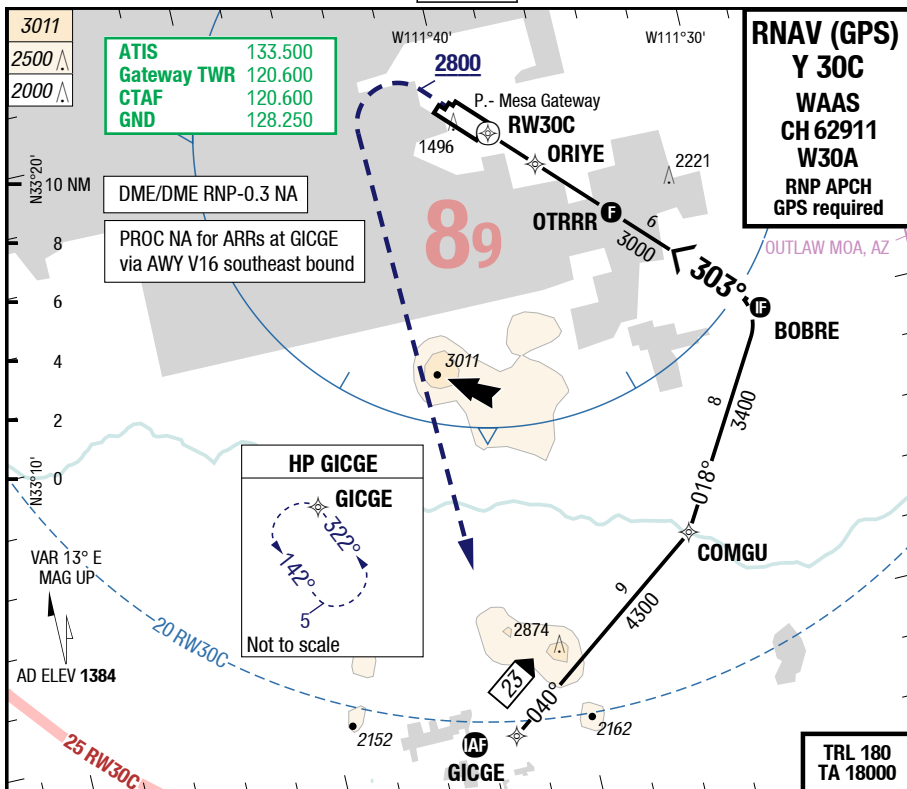 3011
2500
2000
ATIS 133.500
Gateway TWR 120.600
CTAF 120.600
GND 128.250
W111°40'
W111°30'
2800
P.- Mesa Gateway
RW30C
1496
ORIYE
2221
RNAV (GPS)
Y 30C
WAAS
CH 62911
W30A
RNP APCH
GPS required
N33°20'
10 NM
8
6
4
2
0
N33°10'
DME/DME RNP-0.3 NA
PROC NA for ARRs at GICGE
via AWY V16 southeast bound
89
OTRRR
F
6
3000
303°
OUTLAW MOA, AZ
IF
BOBRE
3011
8
3400
018°
COMGU
HP GICGE
GICGE
322°
142°
5
Not to scale
VAR 13° E
MAG UP
AD ELEV 1384
20 RW30C
25 RW30C
9
4300
2874
23
040°
2152
2162
IAF
GICGE
TRL 180
TA 18000